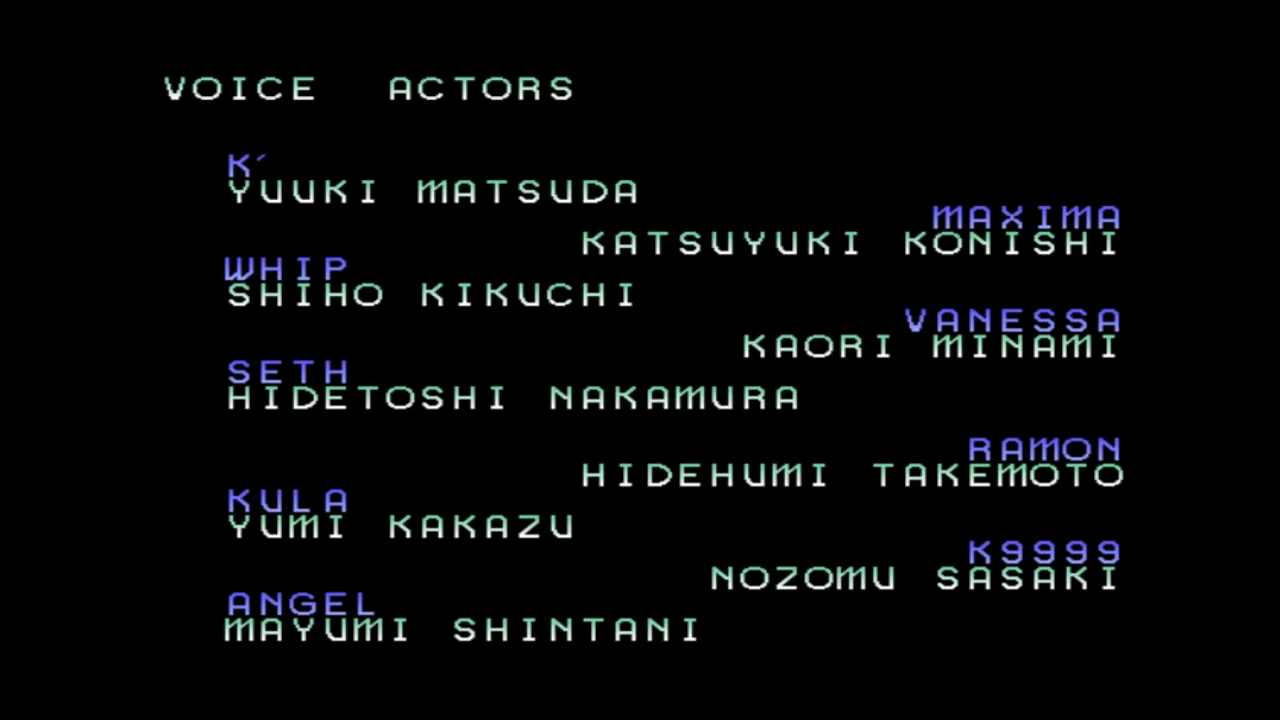 VOICE ACTORS
K´
YUUKI MATSUDA
MAXIMA
KATSUYUKI KONISHI
WHIP
SHIHO KIKUCHI
VANESSA
KAORI MINAMI
SETH
HIDETOSHI NAKAMURA
RAMON
HIDEHUMI TAKEMOTO
KULA
YUMI KAKAZU
K9999
NOZOMU SASAKI
ANGEL
MAYUMI SHINTANI